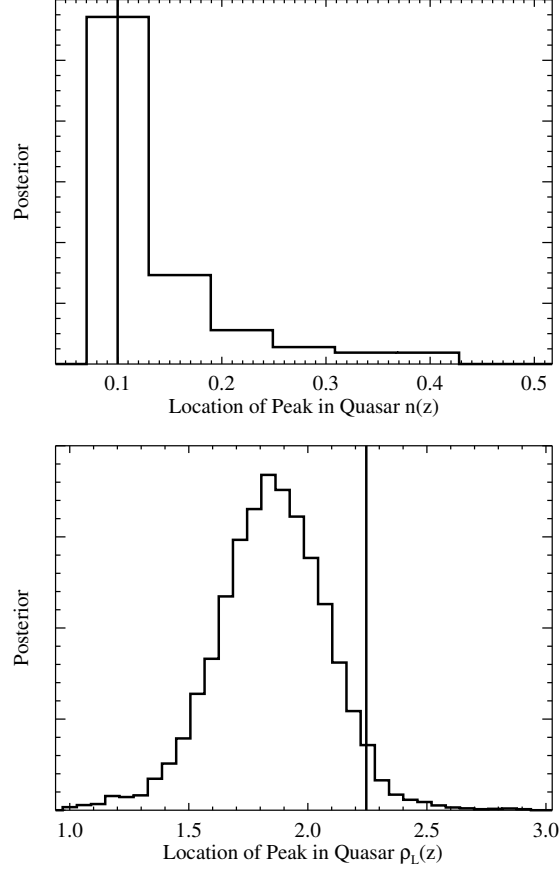 Posterior
0.1 0.2 0.3 0.4 0.5
Location of Peak in Quasar n(z)
Posterior
1.0 1.5 2.0 2.5 3.0
Location of Peak in Quasar ρ_L(z)